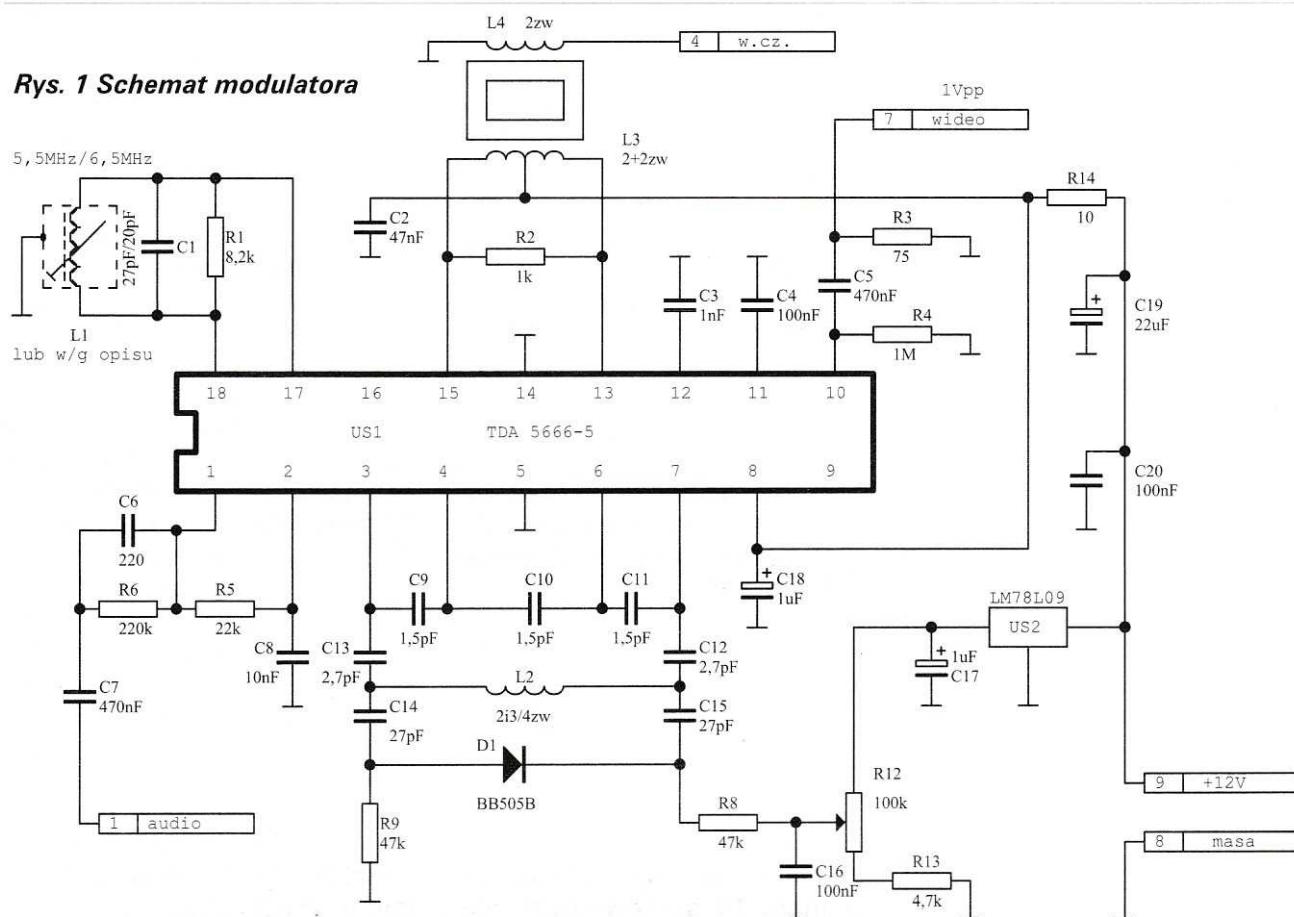 L4 2zw
4 w.cz.
Rys. 1 Schemat modulatora
1Vpp
7 wideo
L3
2+2zw
5,5MHz/6,5MHz
R14
10
C2
47nF
R3
75
27pF/20pF
C1
R1
8,2k
R2
1k
C5
470nF
C3
1nF
C4
100nF
C19
22uF
R4
1M
L1
lub w/g opisu
18 17 16 15 14 13 12 11 10
US1 TDA 5666-5
1 2 3 4 5 6 7 8 9
C20
100nF
C6
220
R6
220k
R5
22k
C9
1,5pF
C10
1,5pF
C11
1,5pF
C18
1uF
LM78L09
US2
C8
10nF
C13
2,7pF
C12
2,7pF
1uF
C17
L2
2i3/4zw
C7
470nF
C14
27pF
C15
27pF
D1
BB505B
R12
100k
9 +12V
1 audio
R9
47k
R8
47k
8 masa
C16
100nF
R13
4,7k
+
+
+